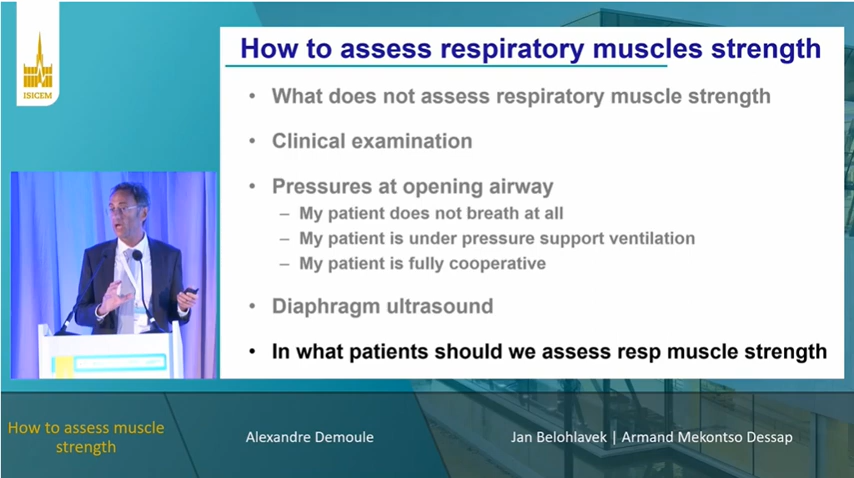 ISICEM
How to assess respiratory muscles strength
• What does not assess respiratory muscle strength
• Clinical examination
• Pressures at opening airway
– My patient does not breath at all
– My patient is under pressure support ventilation
– My patient is fully cooperative
• Diaphragm ultrasound
• In what patients should we assess resp muscle strength
How to assess muscle
strength
Alexandre Demoule
Jan Belohlavek | Armand Mekontso Dessap